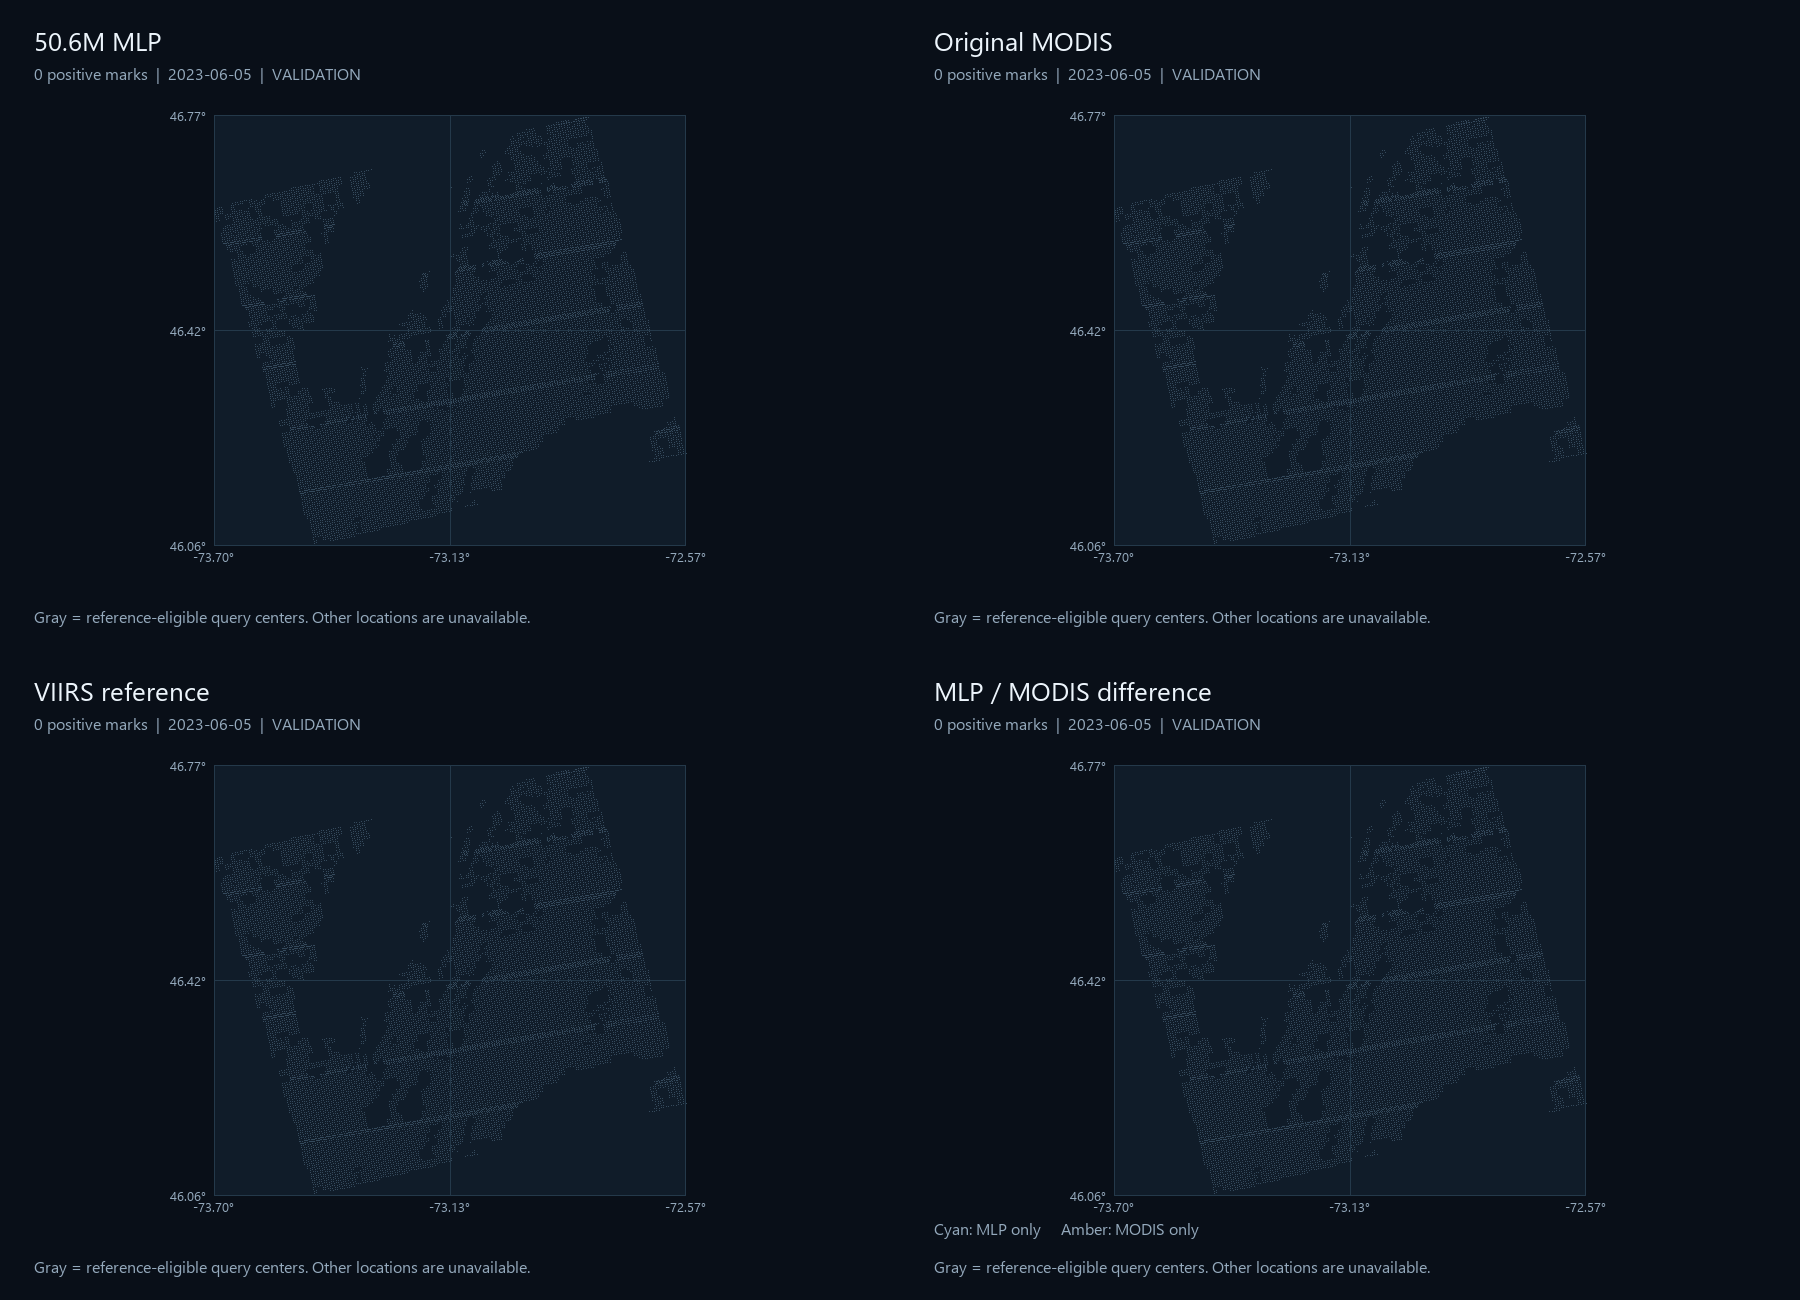 50.6M MLP
0 positive marks | 2023-06-05 | VALIDATION
46.77°
46.42°
46.06°
-73.70°
-73.13°
-72.57°
Gray = reference-eligible query centers. Other locations are unavailable.
Original MODIS
0 positive marks | 2023-06-05 | VALIDATION
46.77°
46.42°
46.06°
-73.70°
-73.13°
-72.57°
Gray = reference-eligible query centers. Other locations are unavailable.
VIIRS reference
0 positive marks | 2023-06-05 | VALIDATION
46.77°
46.42°
46.06°
-73.70°
-73.13°
-72.57°
Gray = reference-eligible query centers. Other locations are unavailable.
MLP / MODIS difference
0 positive marks | 2023-06-05 | VALIDATION
46.77°
46.42°
46.06°
-73.70°
-73.13°
-72.57°
Cyan: MLP only Amber: MODIS only
Gray = reference-eligible query centers. Other locations are unavailable.